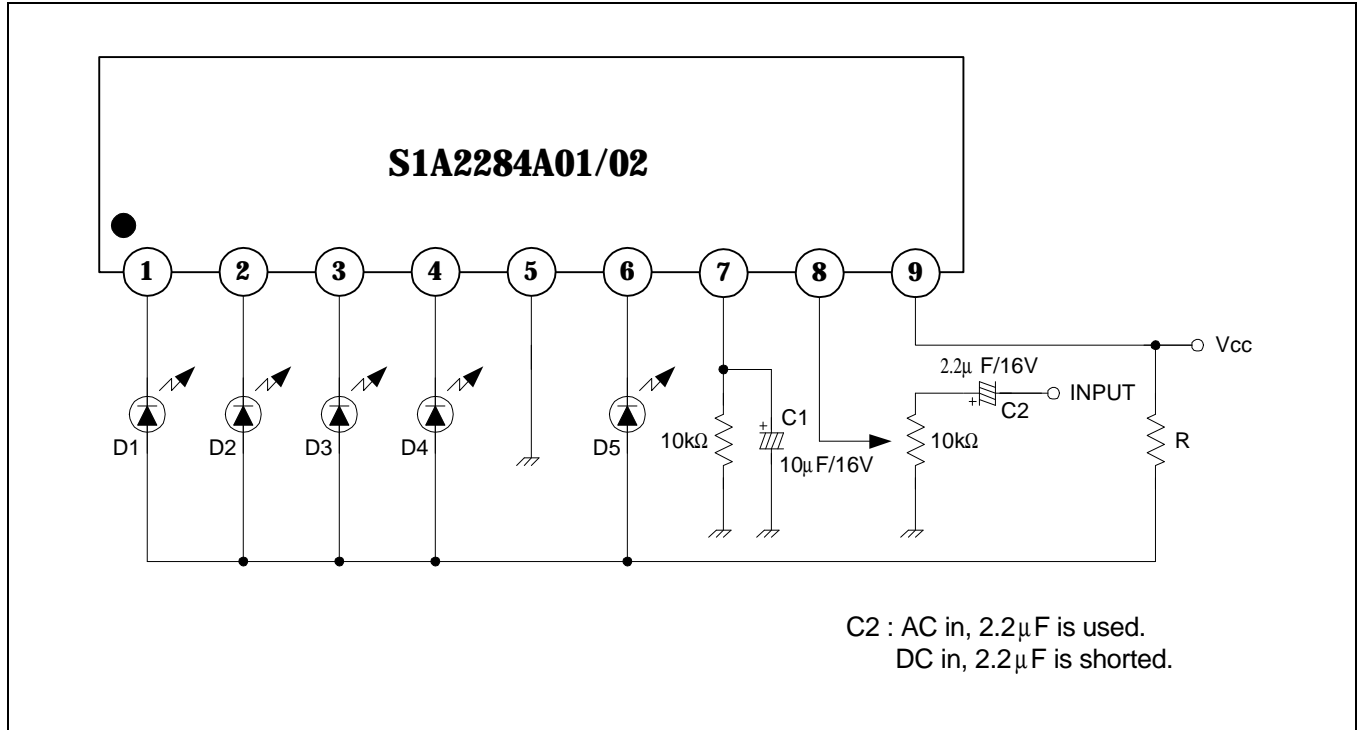 S1A2284A01/02
1 2 3 4 5 6 7 8 9
Vcc
2.2μ F/16V
INPUT
C2
D1 D2 D3 D4 D5 10kΩ C1 10kΩ R
10μF/16V
C2 : AC in, 2.2μF is used.
DC in, 2.2μF is shorted.